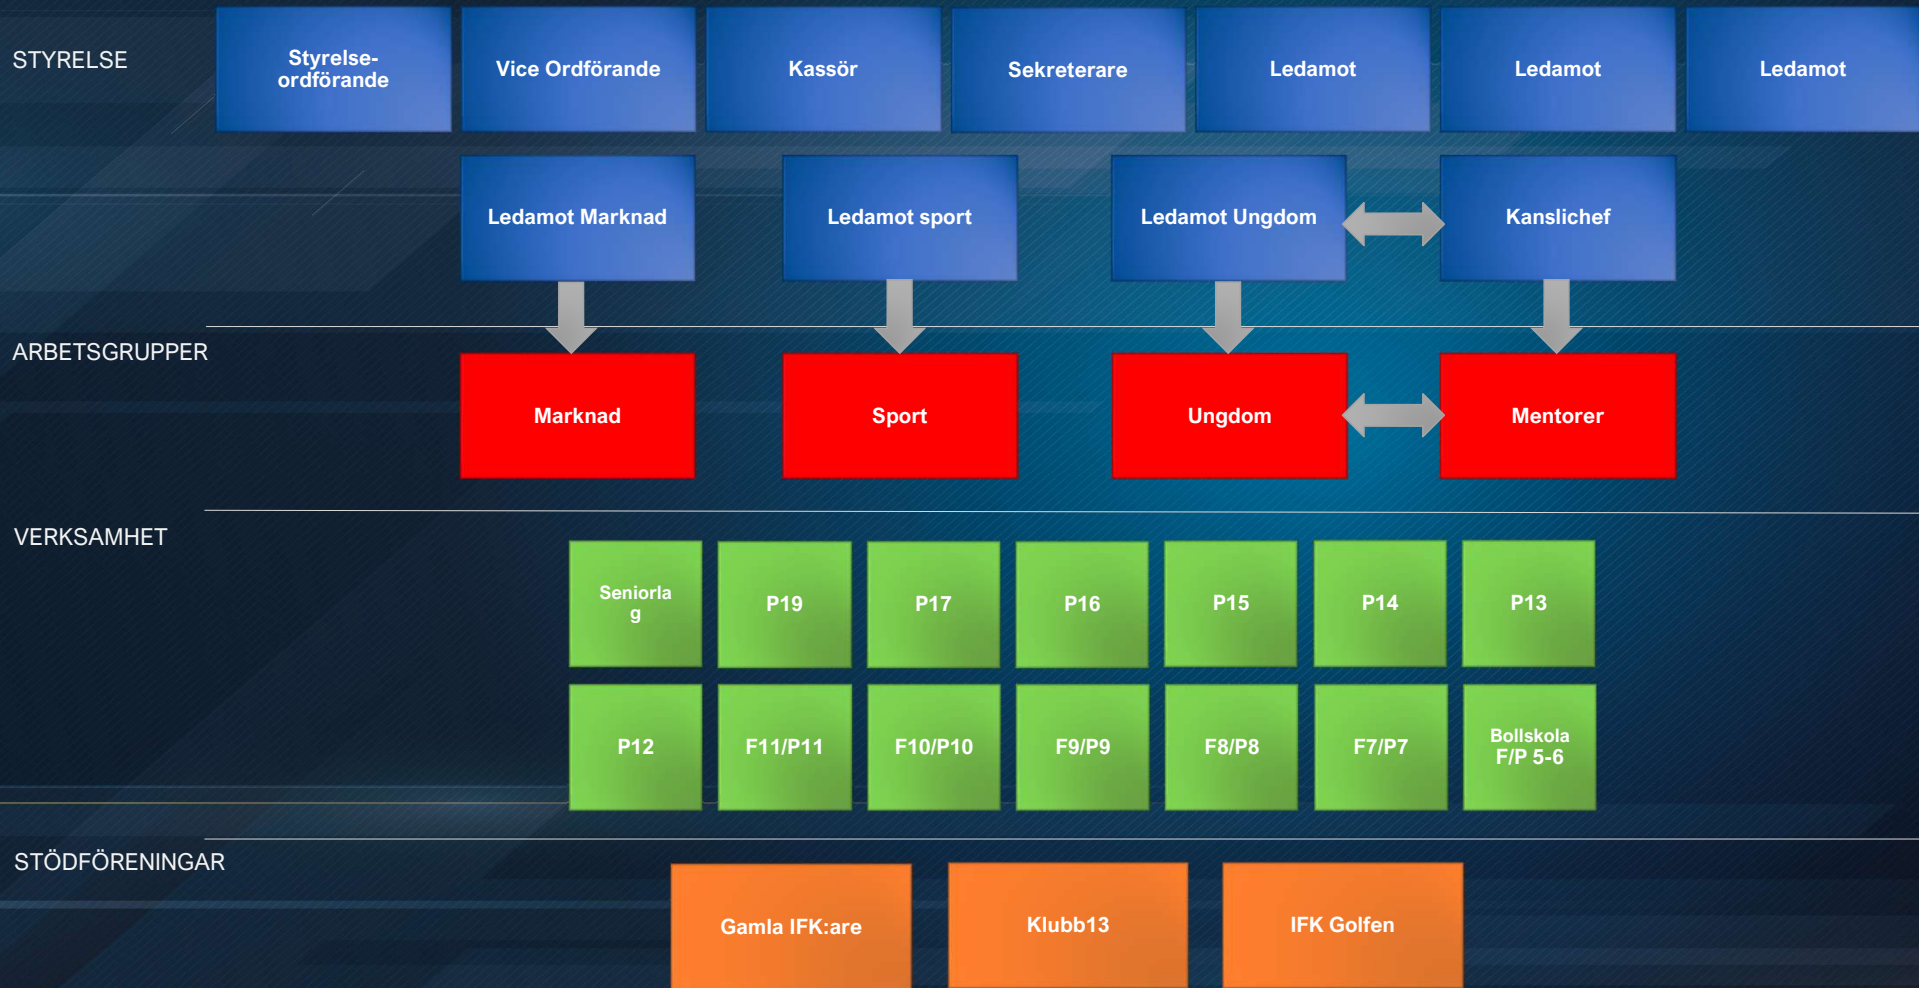 STYRELSE
Styrelse-
ordförande
Vice Ordförande
Kassör
Sekreterare
Ledamot
Ledamot
Ledamot
Ledamot Marknad
Ledamot sport
Ledamot Ungdom
Kanslichef
ARBETSGRUPPER
Marknad
Sport
Ungdom
Mentorer
VERKSAMHET
Seniorla
g
P19
P17
P16
P15
P14
P13
P12
F11/P11
F10/P10
F9/P9
F8/P8
F7/P7
Bollskola
F/P 5-6
STÖDFÖRENINGAR
Gamla IFK:are
Klubb13
IFK Golfen